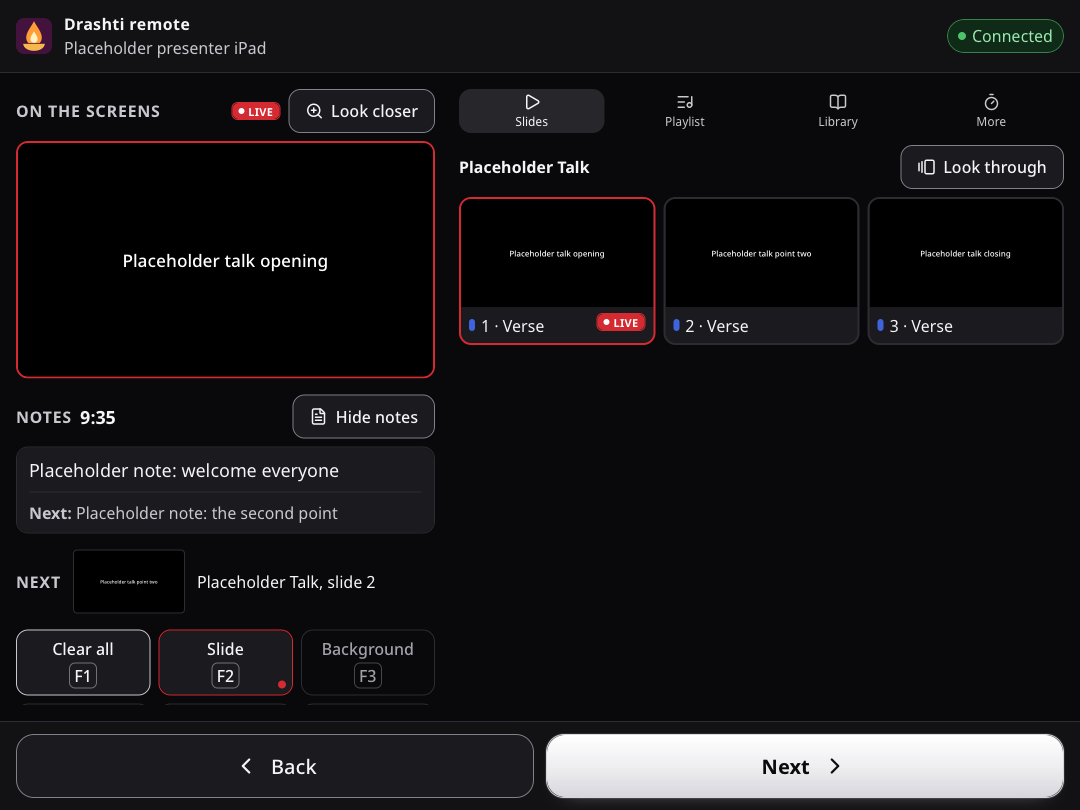 Drashti remote
Placeholder presenter iPad
Connected
ON THE SCREENS
LIVE
Look closer
Placeholder talk opening
NOTES 9:35
Hide notes
Placeholder note: welcome everyone
Next: Placeholder note: the second point
NEXT
Placeholder talk point two
Placeholder Talk, slide 2
Clear all
F1
Slide
F2
Background
F3
Slides
Playlist
Library
More
Placeholder Talk
Look through
Placeholder talk opening
1 · Verse
LIVE
Placeholder talk point two
2 · Verse
Placeholder talk closing
3 · Verse
Back
Next